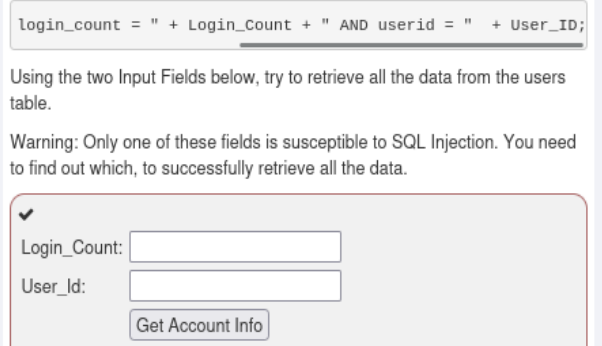 login_count = " + Login_Count + " AND userid = "  + User_ID;
Using the two Input Fields below, try to retrieve all the data from the users
table.
Warning: Only one of these fields is susceptible to SQL Injection. You need
to find out which, to successfully retrieve all the data.
✔
Login_Count:
User_Id:
Get Account Info